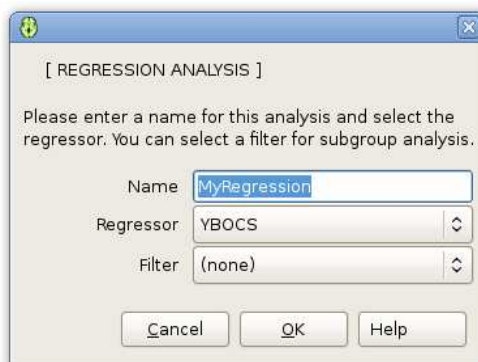 [ REGRESSION ANALYSIS ]
Please enter a name for this analysis and select the
regressor. You can select a filter for subgroup analysis.
Name MyRegression
Regressor YBOCS
Filter (none)
Cancel OK Help